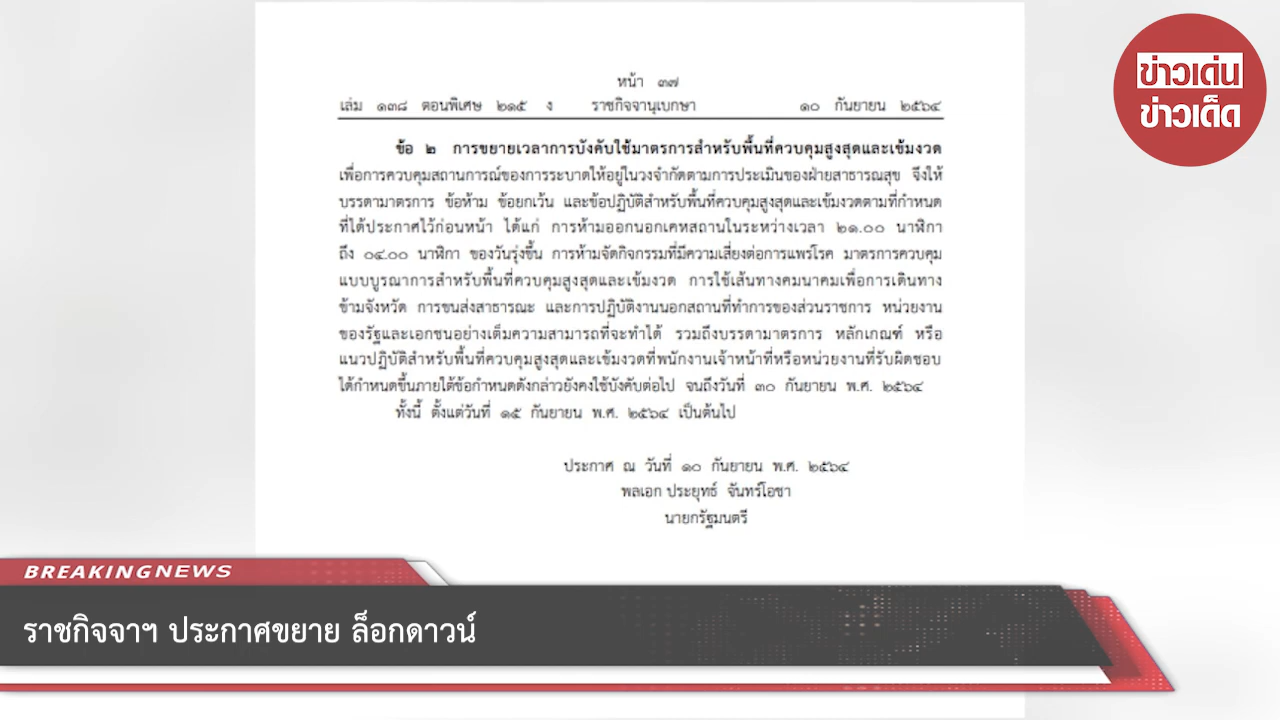 ข่าวเด่น
ข่าวเด็ด
หน้า ๓๗
เล่ม ๑๓๘ ตอนพิเศษ ๒๑๕ ง ราชกิจจานุเบกษา ๑๐ กันยายน ๒๕๖๔
ข้อ ๒ การขยายเวลาการบังคับใช้มาตรการสำหรับพื้นที่ควบคุมสูงสุดและเข้มงวด
เพื่อการควบคุมสถานการณ์ของการระบาดให้อยู่ในวงจำกัดตามการประเมินของฝ่ายสาธารณสุข จึงให้
บรรดามาตรการ ข้อห้าม ข้อยกเว้น และข้อปฏิบัติสำหรับพื้นที่ควบคุมสูงสุดและเข้มงวดตามที่กำหนด
ที่ได้ประกาศไว้ก่อนหน้า ได้แก่ การห้ามออกนอกเคหสถานในระหว่างเวลา ๒๑.๐๐ นาฬิกา
ถึง ๐๔.๐๐ นาฬิกา ของวันรุ่งขึ้น การห้ามจัดกิจกรรมที่มีความเสี่ยงต่อการแพร่โรค มาตรการควบคุม
แบบบูรณาการสำหรับพื้นที่ควบคุมสูงสุดและเข้มงวด การใช้เส้นทางคมนาคมเพื่อการเดินทาง
ข้ามจังหวัด การขนส่งสาธารณะ และการปฏิบัติงานนอกสถานที่ทำการของส่วนราชการ หน่วยงาน
ของรัฐและเอกชนอย่างเต็มความสามารถที่จะทำได้ รวมถึงบรรดามาตรการ หลักเกณฑ์ หรือ
แนวปฏิบัติสำหรับพื้นที่ควบคุมสูงสุดและเข้มงวดที่พนักงานเจ้าหน้าที่หรือหน่วยงานที่รับผิดชอบ
ได้กำหนดขึ้นภายใต้ข้อกำหนดดังกล่าวยังคงใช้บังคับต่อไป จนถึงวันที่ ๓๐ กันยายน พ.ศ. ๒๕๖๔
ทั้งนี้ ตั้งแต่วันที่ ๑๕ กันยายน พ.ศ. ๒๕๖๔ เป็นต้นไป
ประกาศ ณ วันที่ ๑๐ กันยายน พ.ศ. ๒๕๖๔
พลเอก ประยุทธ์ จันทร์โอชา
นายกรัฐมนตรี
BREAKINGNEWS
ราชกิจจาฯ ประกาศขยาย ล็อกดาวน์